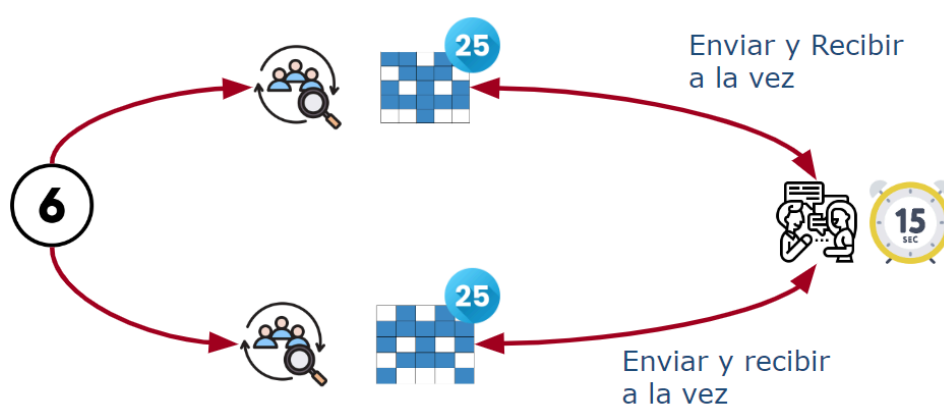 25
Enviar y Recibir
a la vez
6
15
SEC
25
Enviar y recibir
a la vez